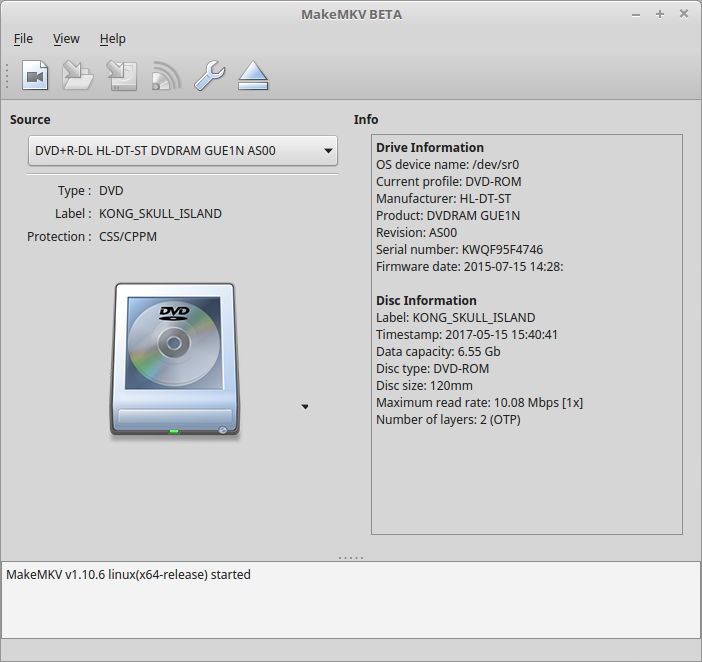 MakeMKV BETA
File View Help
Source
DVD+R-DL HL-DT-ST DVDRAM GUE1N AS00
Type : DVD
Label : KONG_SKULL_ISLAND
Protection : CSS/CPPM
DVD
Info
Drive Information
OS device name: /dev/sr0
Current profile: DVD-ROM
Manufacturer: HL-DT-ST
Product: DVDRAM GUE1N
Revision: AS00
Serial number: KWQF95F4746
Firmware date: 2015-07-15 14:28:
Disc Information
Label: KONG_SKULL_ISLAND
Timestamp: 2017-05-15 15:40:41
Data capacity: 6.55 Gb
Disc type: DVD-ROM
Disc size: 120mm
Maximum read rate: 10.08 Mbps [1x]
Number of layers: 2 (OTP)
MakeMKV v1.10.6 linux(x64-release) started